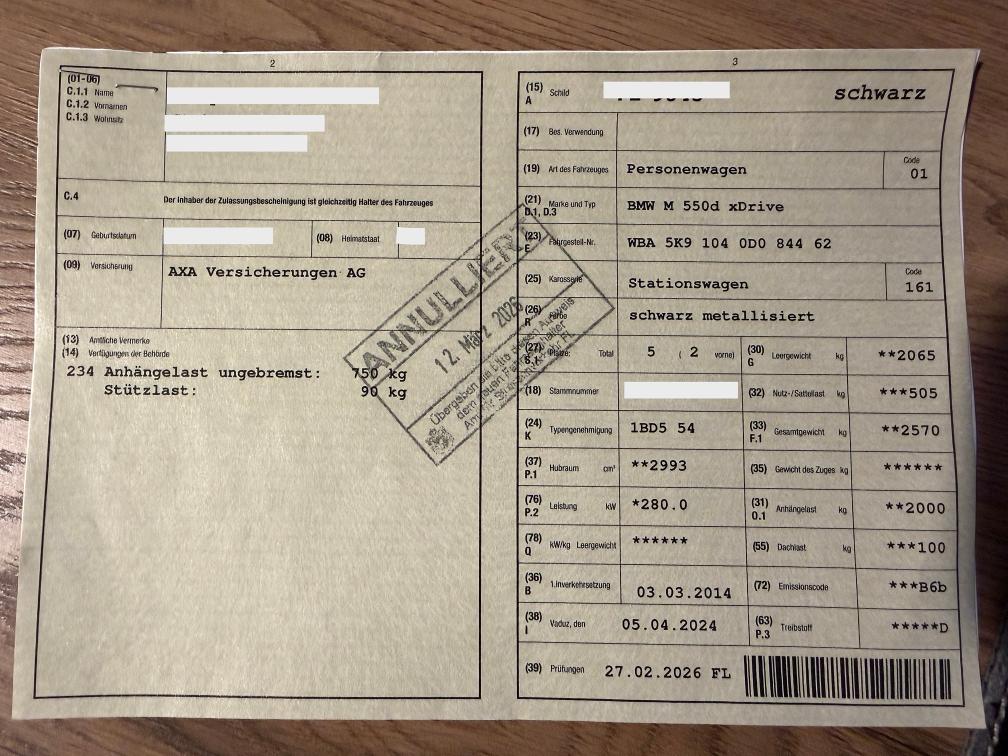 2
(01-06)
C.1.1 Name
C.1.2 Vornamen
C.1.3 Wohnsitz
C.4 Der Inhaber der Zulassungsbescheinigung ist gleichzeitig Halter des Fahrzeuges
(07) Geburtsdatum
(08) Heimatstaat
(09) Versicherung AXA Versicherungen AG
(13) Amtliche Vermerke
(14) Verfügungen der Behörde
234 Anhängelast ungebremst: 750 kg
Stützlast: 90 kg
ANNULLIERT
12. März 2026
Übergeben Sie bitte diesen Ausweis
dem neuen Fahrzeughalter
3
(15) A Schild schwarz
(17) Bes. Verwendung
(19) Art des Fahrzeuges Personenwagen Code 01
(21) D.1, D.3 Marke und Typ BMW M 550d xDrive
(23) E Fahrgestell-Nr. WBA 5K9 104 0D0 844 62
(25) Karosserie Stationswagen Code 161
(26) R Farbe schwarz metallisiert
(27) Plätze: Total 5 ( 2 vorne) (30) G Leergewicht kg **2065
(18) Stammnummer (32) Nutz-/Sattellast kg ***505
(24) K Typengenehmigung 1BD5 54 (33) F.1 Gesamtgewicht kg **2570
(37) P.1 Hubraum cm³ **2993 (35) Gewicht des Zuges kg ******
(76) P.2 Leistung kW *280.0 (31) O.1 Anhängelast kg **2000
(78) Q kW/kg Leergewicht ****** (55) Dachlast kg ***100
(36) B 1.Inverkehrsetzung 03.03.2014 (72) Emissionscode ***B6b
(38) I Vaduz, den 05.04.2024 (63) P.3 Treibstoff *****D
(39) Prüfungen 27.02.2026 FL